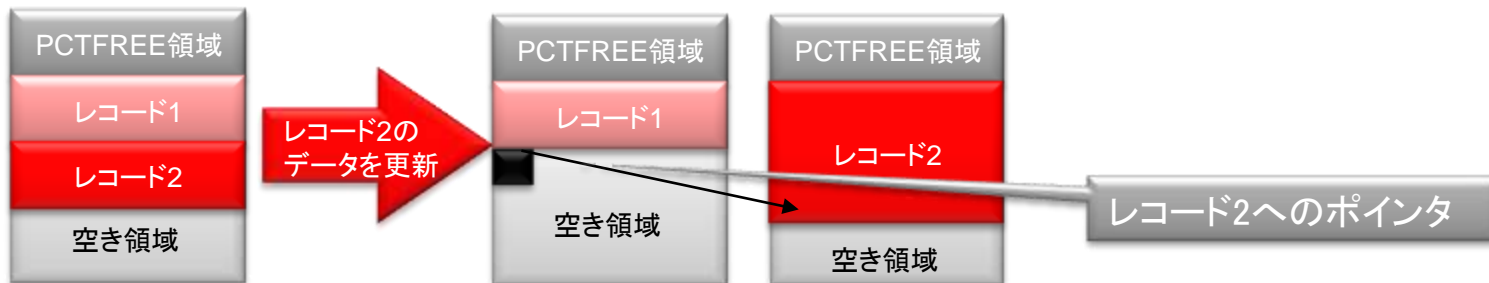 PCTFREE領域
レコード1
レコード2
空き領域
レコード2の
データを更新
PCTFREE領域
レコード1
空き領域
PCTFREE領域
レコード2
空き領域
レコード2へのポインタ